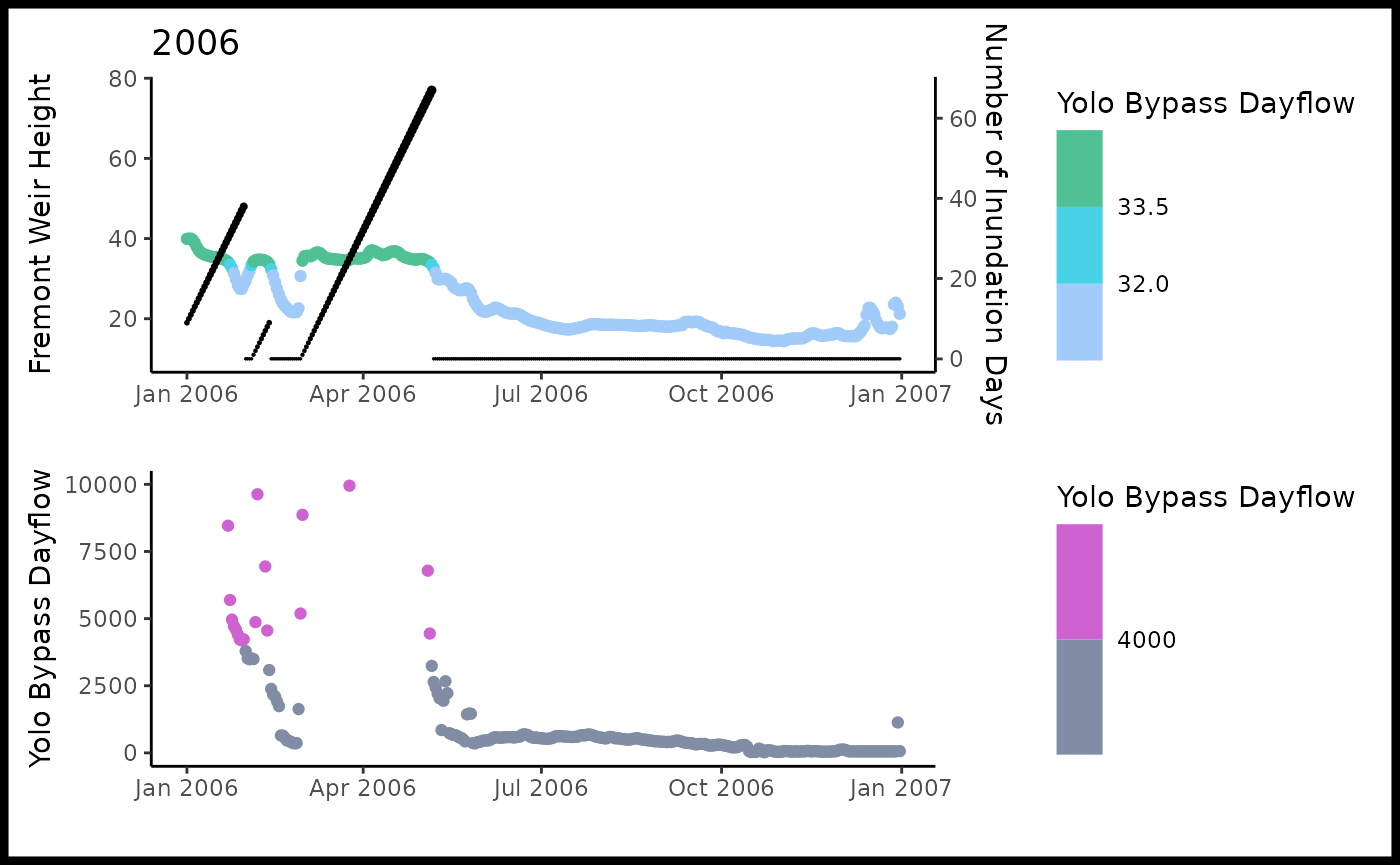 2006
Fremont Weir Height
80
60
40
20
Number of Inundation Days
60
40
20
0
Jan 2006 Apr 2006 Jul 2006 Oct 2006 Jan 2007
Yolo Bypass Dayflow
33.5
32.0
Yolo Bypass Dayflow
10000
7500
5000
2500
0
Jan 2006 Apr 2006 Jul 2006 Oct 2006 Jan 2007
Yolo Bypass Dayflow
4000